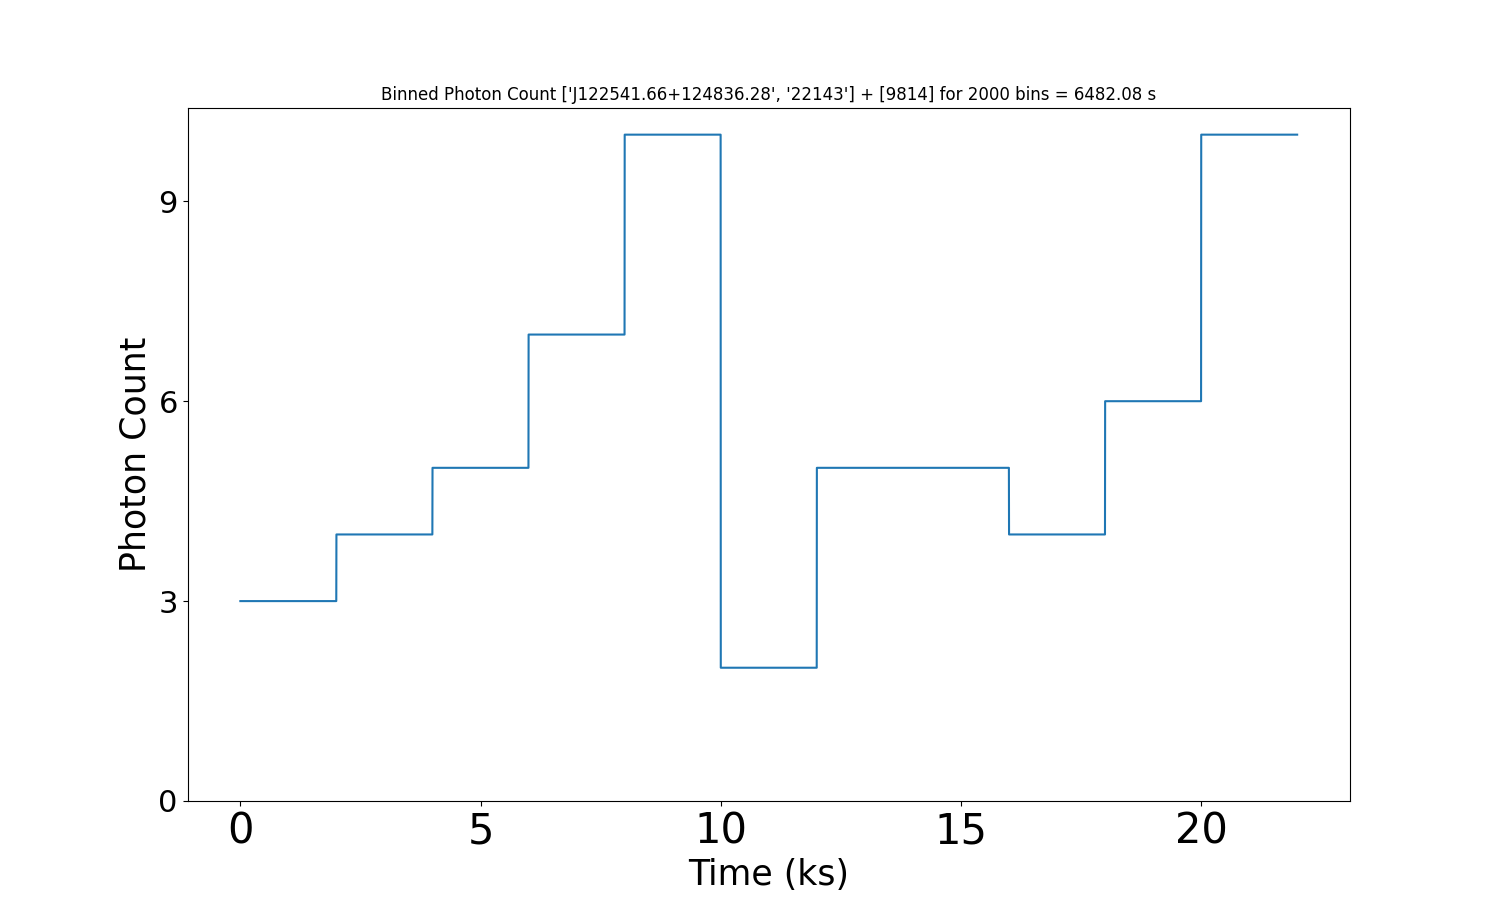 Binned Photon Count ['J122541.66+124836.28', '22143'] + [9814] for 2000 bins = 6482.08 s
9
6
3
0
Photon Count
0 5 10 15 20
Time (ks)